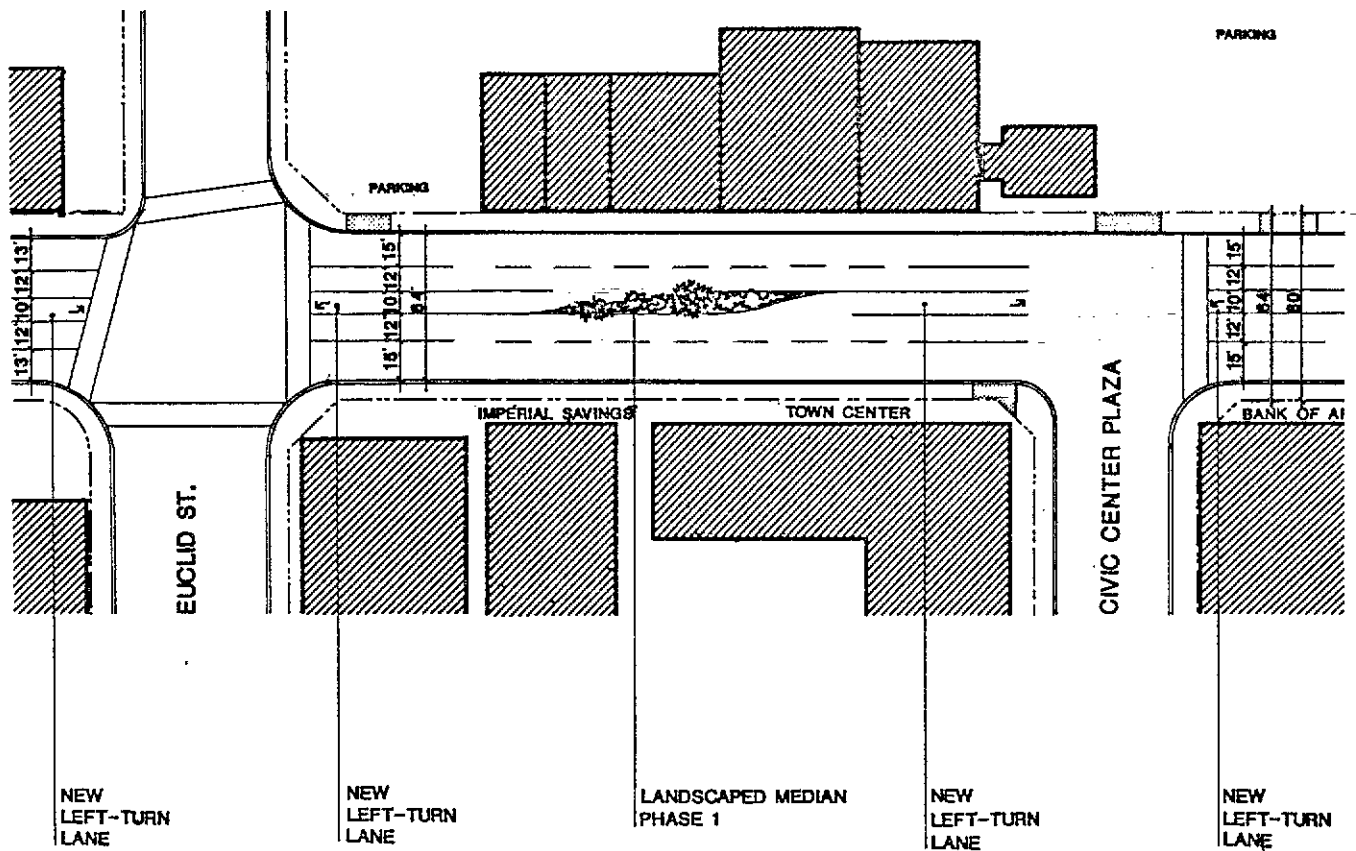 PARKING
PARKING
13' 12' 10' 12' 13'
15' 12' 10' 12' 15'
64'
15' 12' 10' 12' 15'
64'
80'
IMPERIAL SAVINGS
TOWN CENTER
BANK OF A
EUCLID ST.
CIVIC CENTER PLAZA
NEW
LEFT-TURN
LANE
NEW
LEFT-TURN
LANE
LANDSCAPED MEDIAN
PHASE 1
NEW
LEFT-TURN
LANE
NEW
LEFT-TURN
LANE